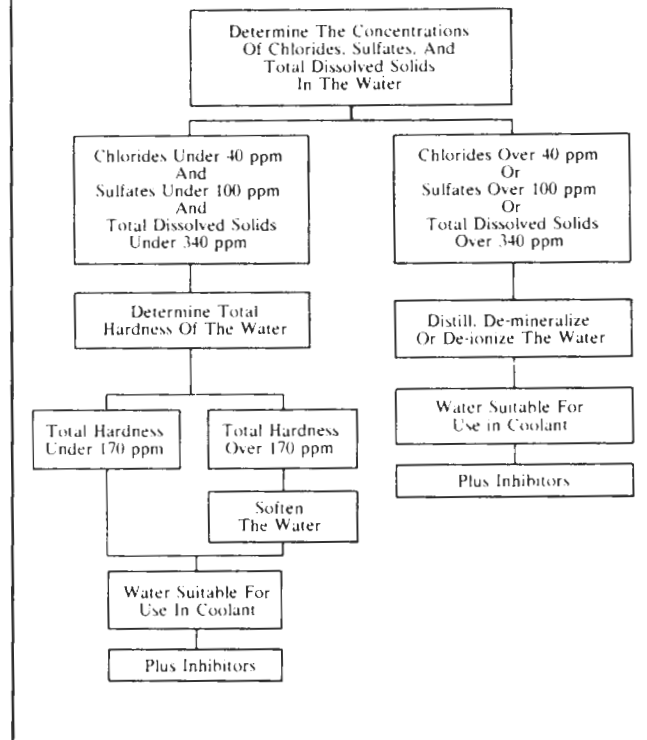 Determine The Concentrations
Of Chlorides, Sulfates, And
Total Dissolved Solids
In The Water
Chlorides Under 40 ppm
And
Sulfates Under 100 ppm
And
Total Dissolved Solids
Under 340 ppm
Chlorides Over 40 ppm
Or
Sulfates Over 100 ppm
Or
Total Dissolved Solids
Over 340 ppm
Determine Total
Hardness Of The Water
Distill, De-mineralize
Or De-ionize The Water
Total Hardness
Under 170 ppm
Total Hardness
Over 170 ppm
Water Suitable For
Use in Coolant
Plus Inhibitors
Soften
The Water
Water Suitable For
Use In Coolant
Plus Inhibitors